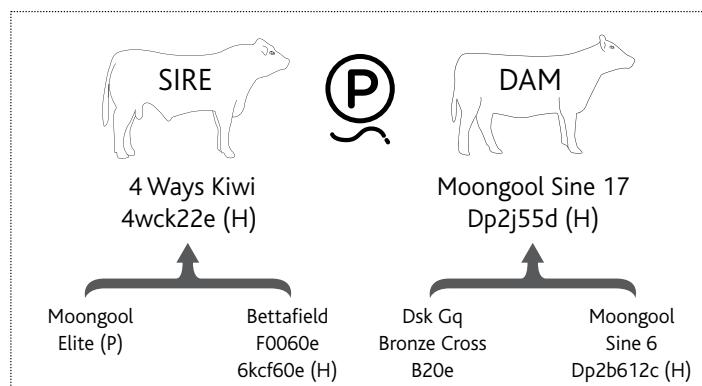 SIRE
P
DAM
4 Ways Kiwi
4wck22e (H)
Moongool Sine 17
Dp2j55d (H)
Moongool
Elite (P)
Bettafield
F0060e
6kcf60e (H)
Dsk Gq
Bronze Cross
B20e
Moongool
Sine 6
Dp2b612c (H)